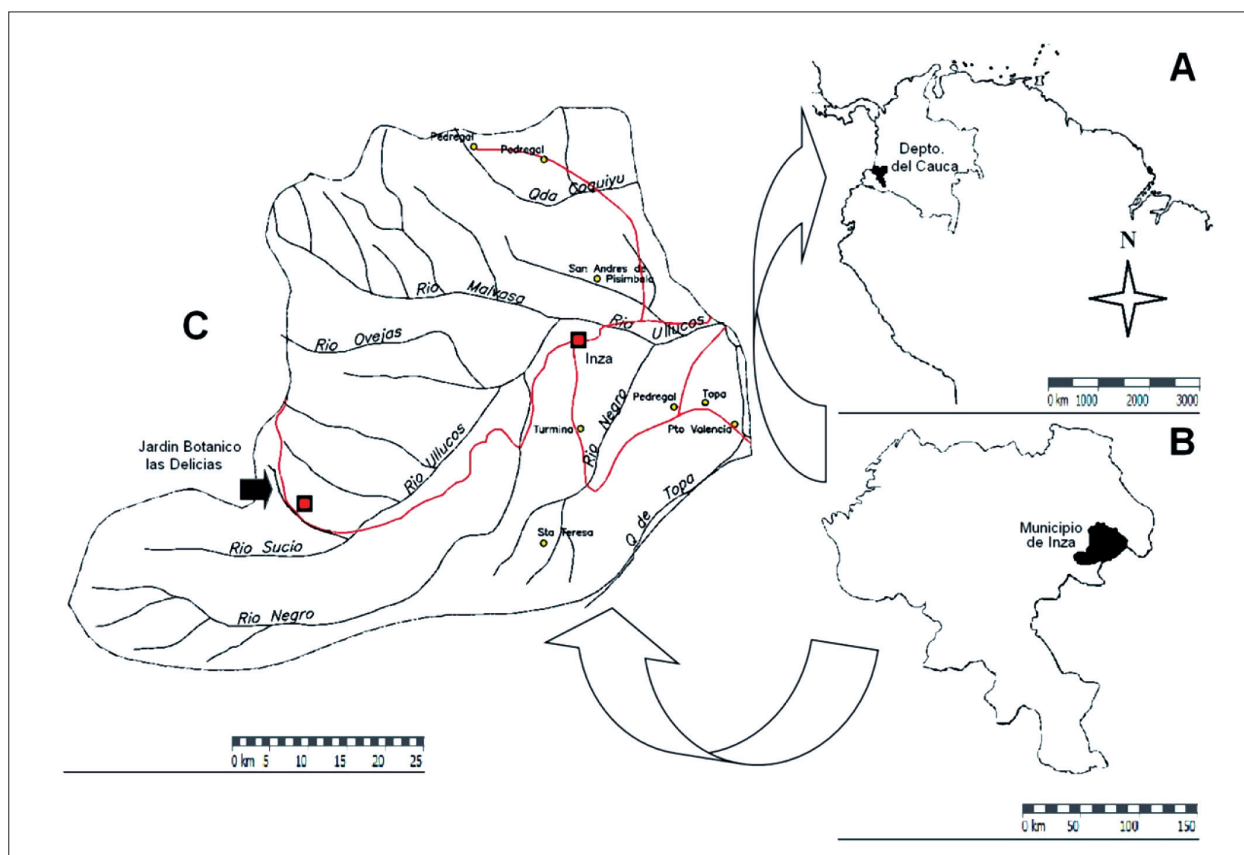 A
Depto.
del Cauca
N
0 km 1000 2000 3000
B
Municipio
de Inza
0 km 50 100 150
C
Pedregal
Pedregal
Qda Coquiyu
San Andres de
Pisimbala
Rio Malvasa
Rio Ullucos
Rio Ovejas
Inza
Rio Negro
Pedregal
Topa
Turmina
Pto Valencia
Jardin Botanico
las Delicias
Rio Ullucos
Q de Topa
Sta Teresa
Rio Sucio
Rio Negro
0 km 5 10 15 20 25